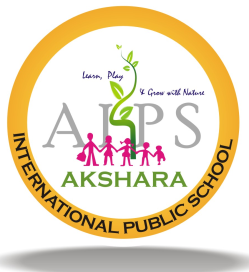 Learn, Play
& Grow with Nature
AIPS
AKSHARA
INTERNATIONAL PUBLIC SCHOOL